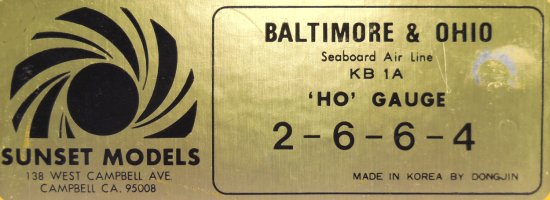 SUNSET MODELS
138 WEST CAMPBELL AVE.
CAMPBELL CA. 95008
BALTIMORE & OHIO
Seaboard Air Line
KB 1A
'HO' GAUGE
2-6-6-4
MADE IN KOREA BY DONGJIN